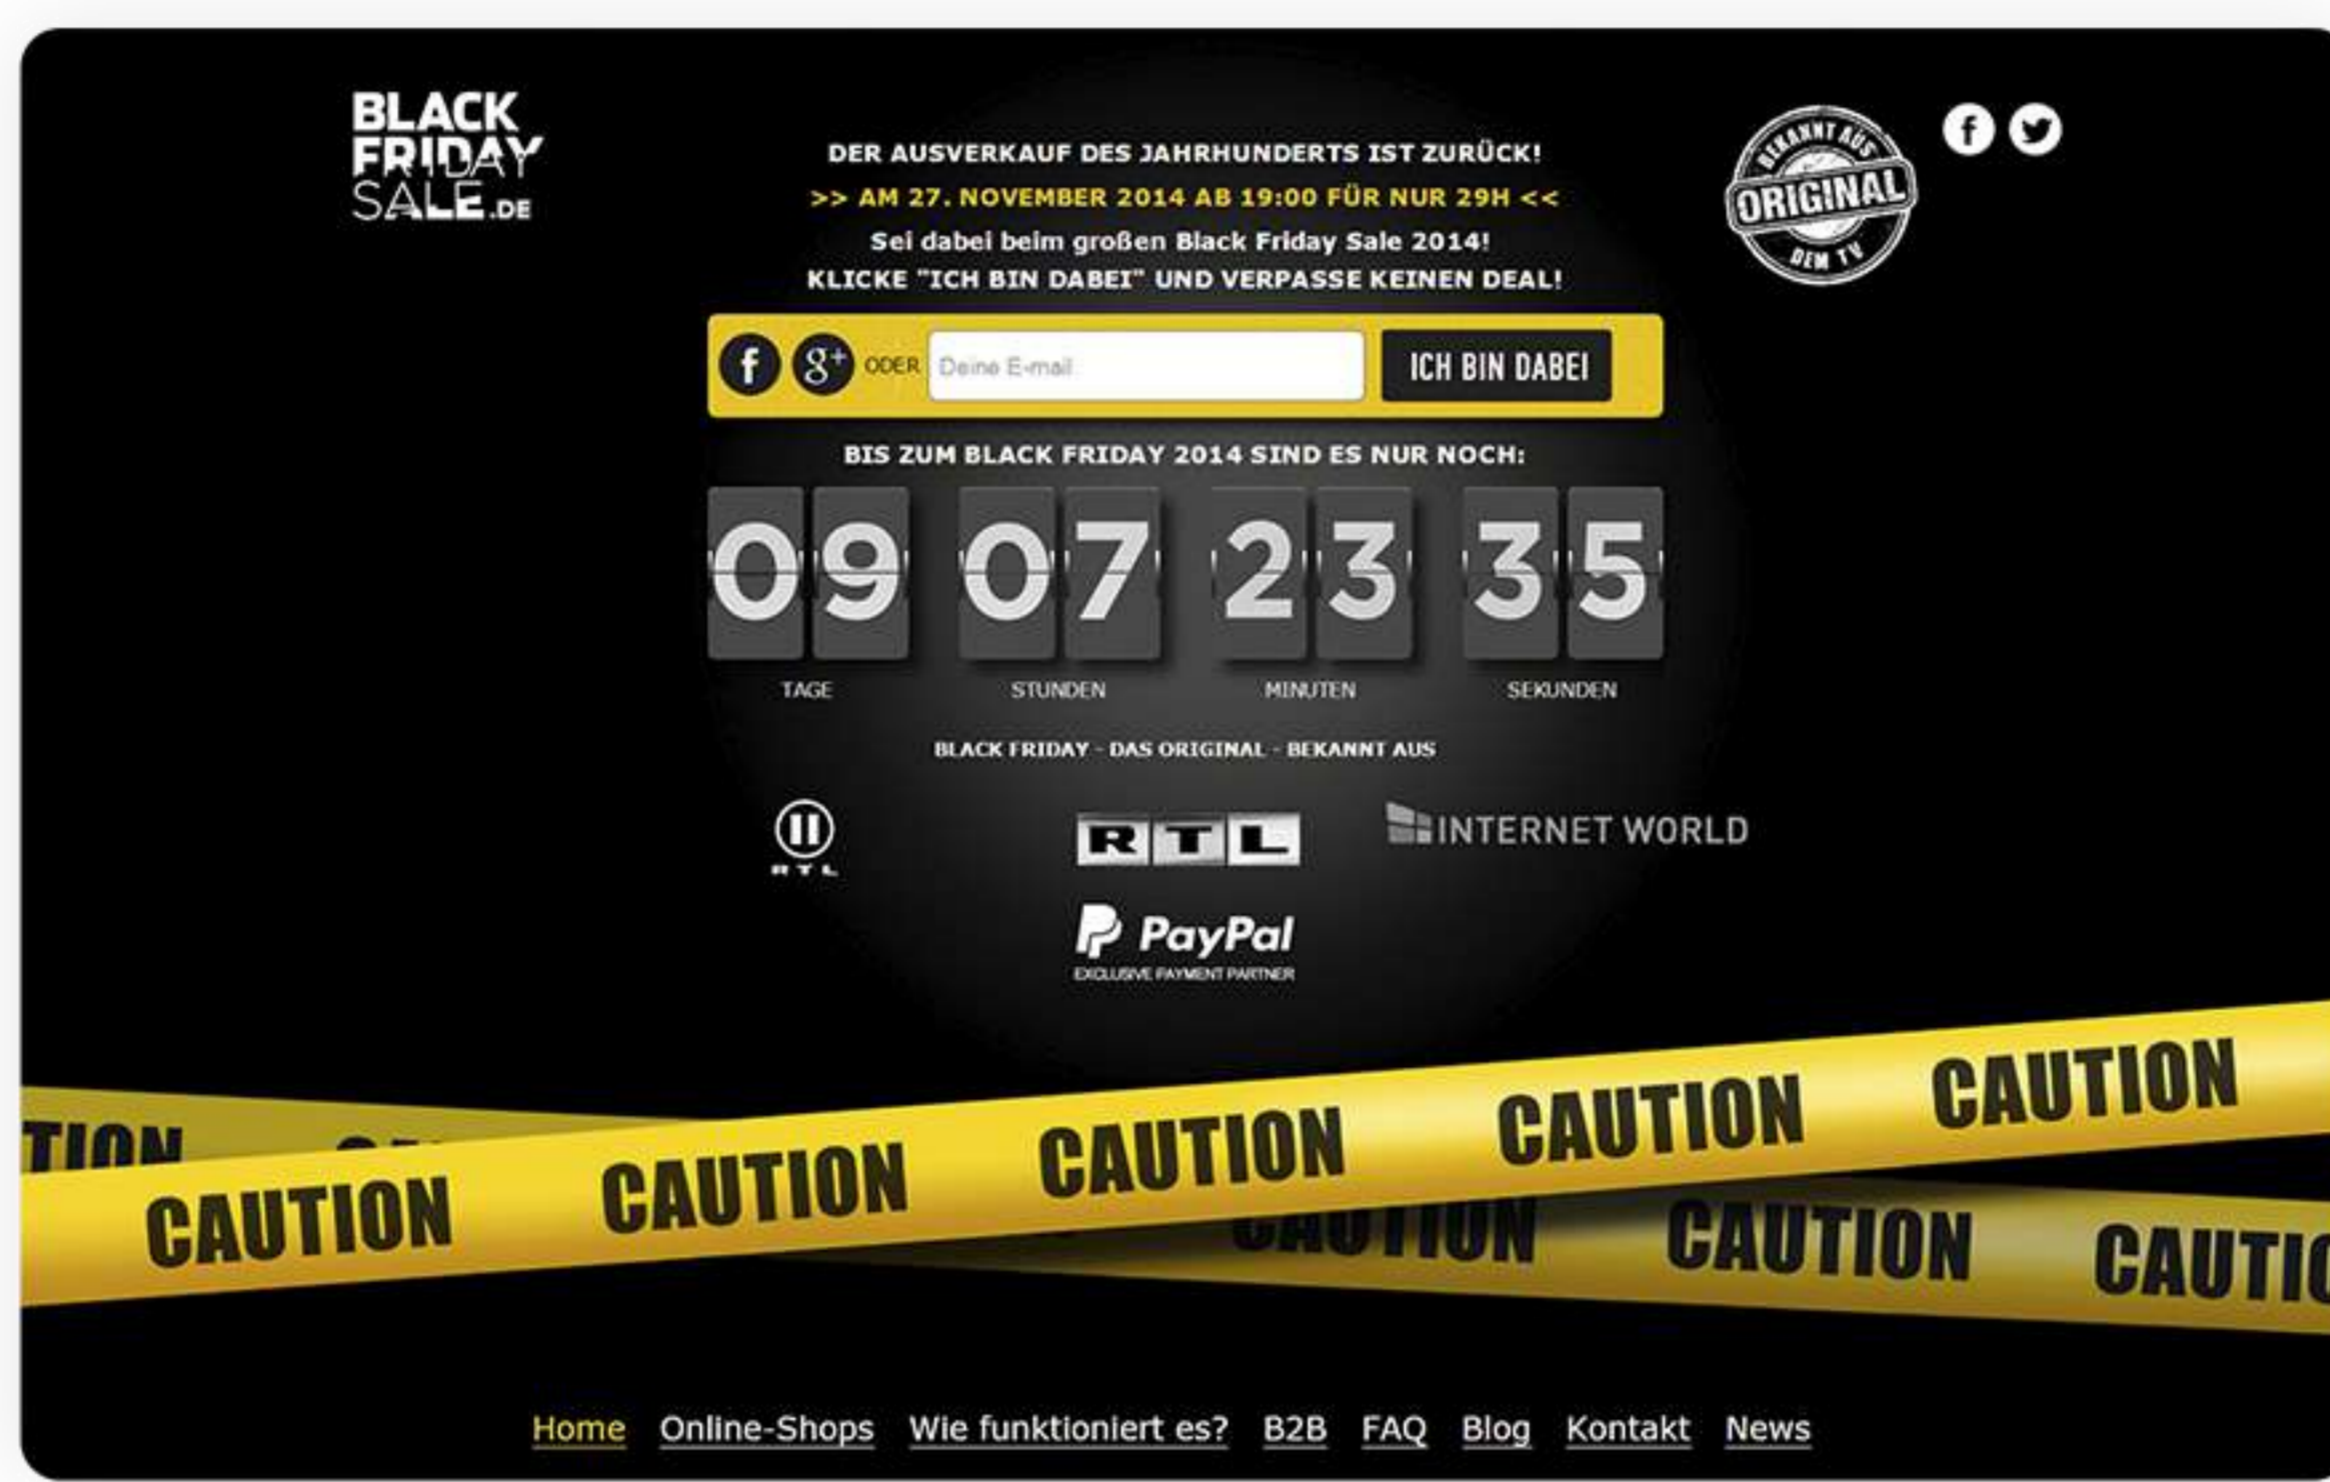 BLACK
FRIDAY
SALE.DE
DER AUSVERKAUF DES JAHRHUNDERTS IST ZURÜCK!
>> AM 27. NOVEMBER 2014 AB 19:00 FÜR NUR 29H <<
Sei dabei beim großen Black Friday Sale 2014!
KLICKE "ICH BIN DABEI" UND VERPASSE KEINEN DEAL!
BEKANNT AUS
ORIGINAL
DEM TV
f
f g+ ODER Deine E-mail ICH BIN DABEI
BIS ZUM BLACK FRIDAY 2014 SIND ES NUR NOCH:
09 07 23 35
TAGE STUNDEN MINUTEN SEKUNDEN
BLACK FRIDAY - DAS ORIGINAL - BEKANNT AUS
II
RTL
RTL
INTERNET WORLD
PayPal
EXCLUSIVE PAYMENT PARTNER
CAUTION CAUTION CAUTION CAUTION CAUTION
TION CAUTION CAUTION CAUTIO
Home Online-Shops Wie funktioniert es? B2B FAQ Blog Kontakt News